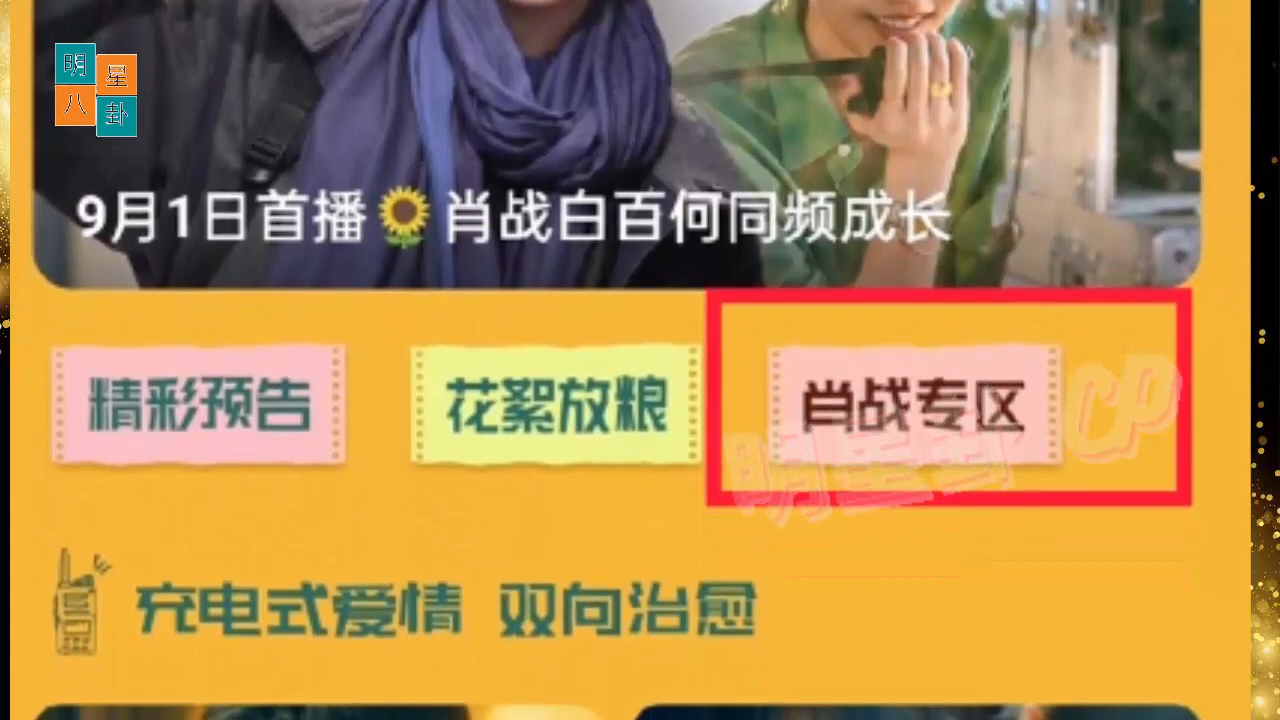 明星
八卦
9月1日首播🌻肖战白百何同频成长
精彩预告
花絮放粮
肖战专区
CP
充电式爱情 双向治愈